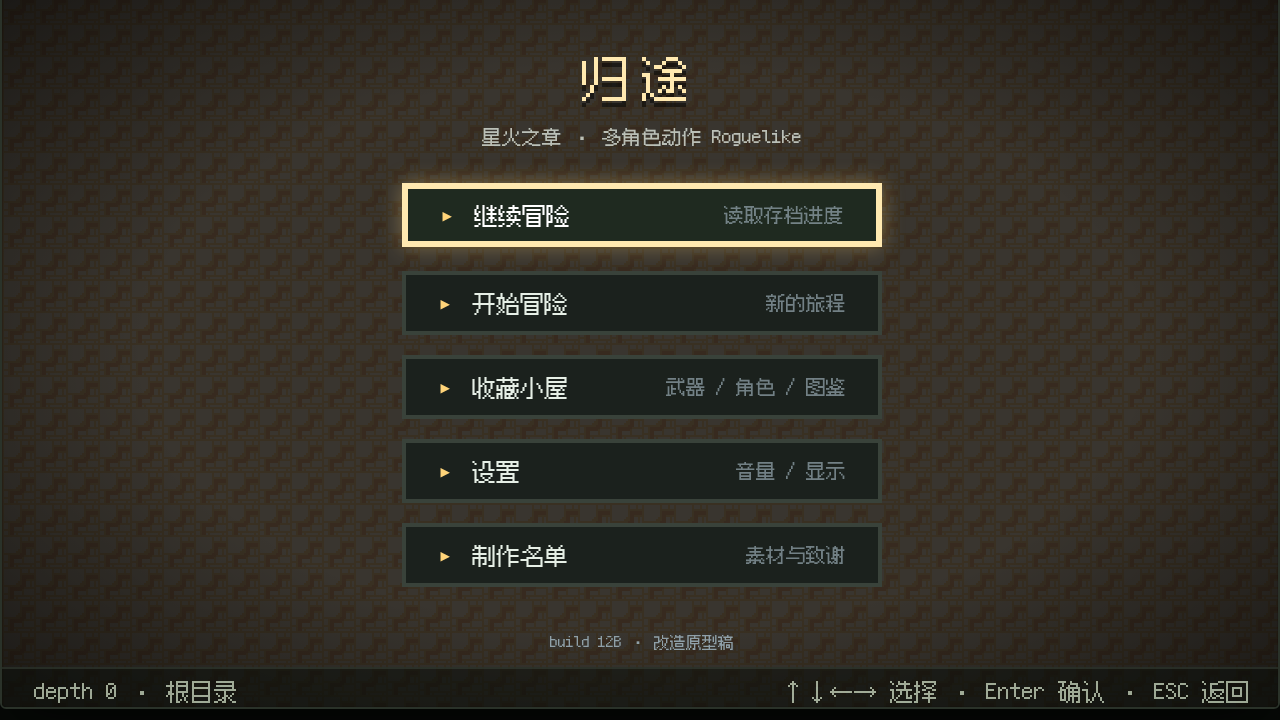 归途
星火之章 · 多角色动作 Roguelike
▶ 继续冒险 读取存档进度
▶ 开始冒险 新的旅程
▶ 收藏小屋 武器 / 角色 / 图鉴
▶ 设置 音量 / 显示
▶ 制作名单 素材与致谢
build 12B · 改造原型稿
depth 0 · 根目录 ↑↓←→ 选择 · Enter 确认 · ESC 返回